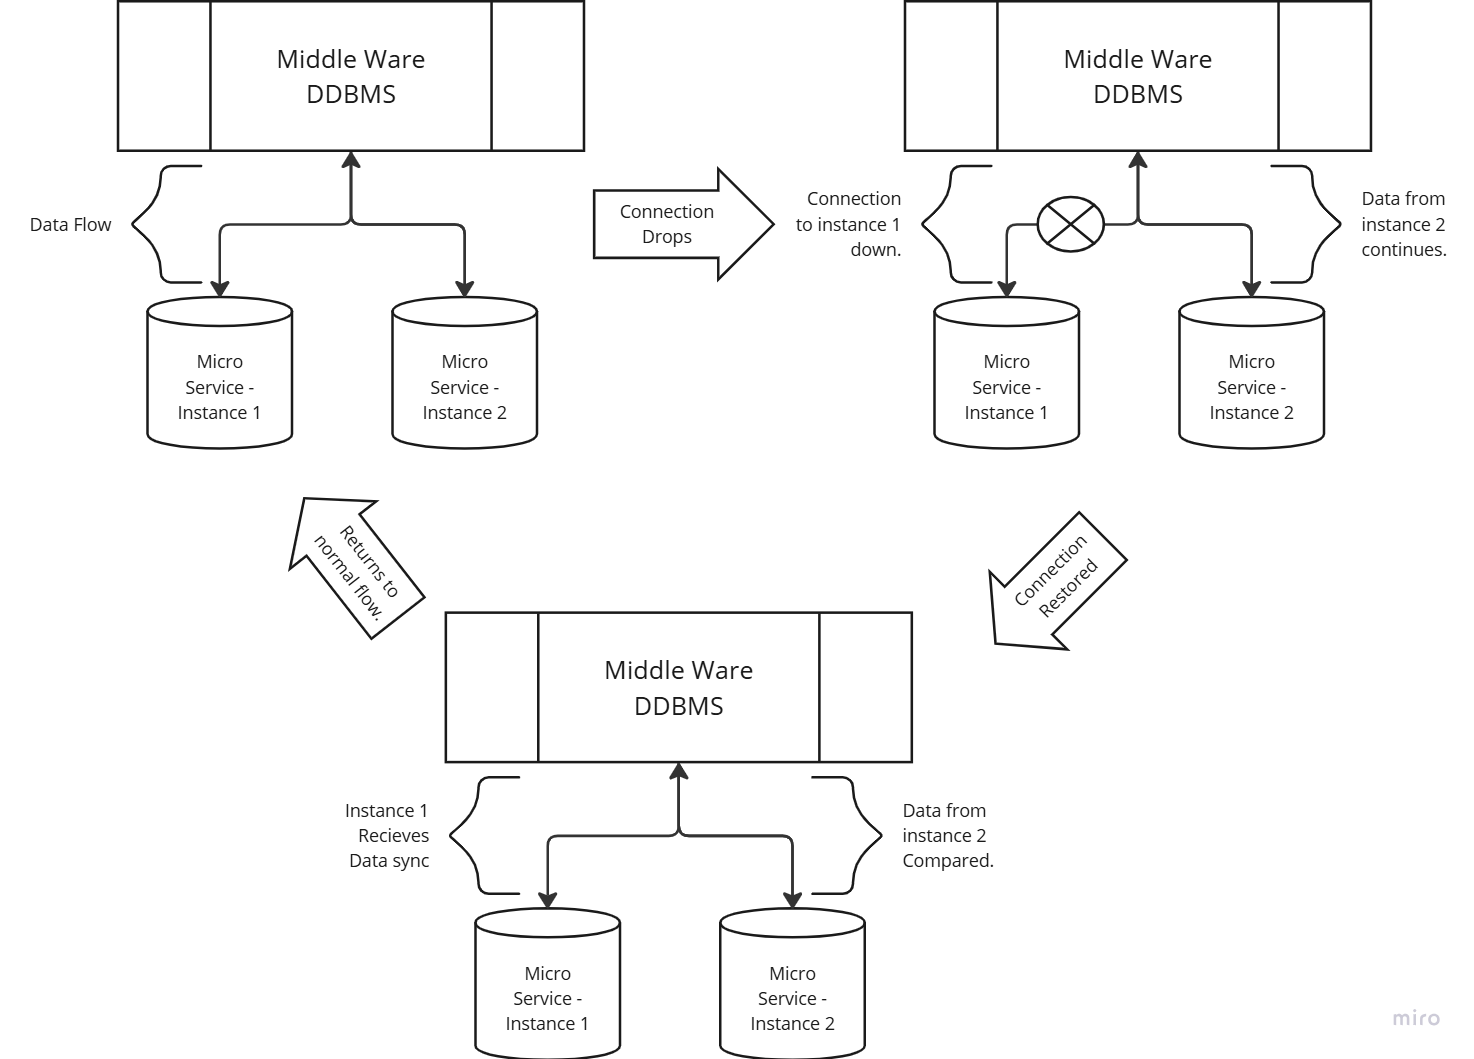 Middle Ware
DDBMS
Data Flow
Micro
Service -
Instance 1
Micro
Service -
Instance 2
Connection
Drops
Middle Ware
DDBMS
Connection
to instance 1
down.
Data from
instance 2
continues.
Micro
Service -
Instance 1
Micro
Service -
Instance 2
Connection
Restored
Middle Ware
DDBMS
Instance 1
Recieves
Data sync
Data from
instance 2
Compared.
Micro
Service -
Instance 1
Micro
Service -
Instance 2
Returns to
normal flow.
miro